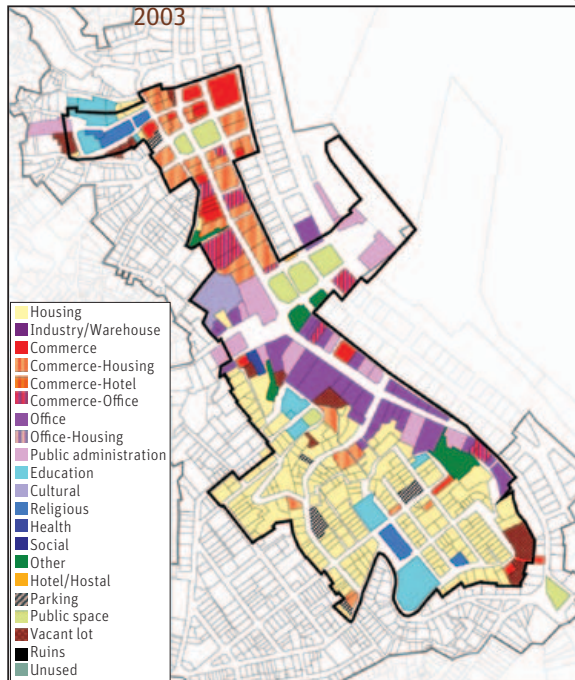 2003
Housing
Industry/Warehouse
Commerce
Commerce-Housing
Commerce-Hotel
Commerce-Office
Office
Office-Housing
Public administration
Education
Cultural
Religious
Health
Social
Other
Hotel/Hostal
Parking
Public space
Vacant lot
Ruins
Unused